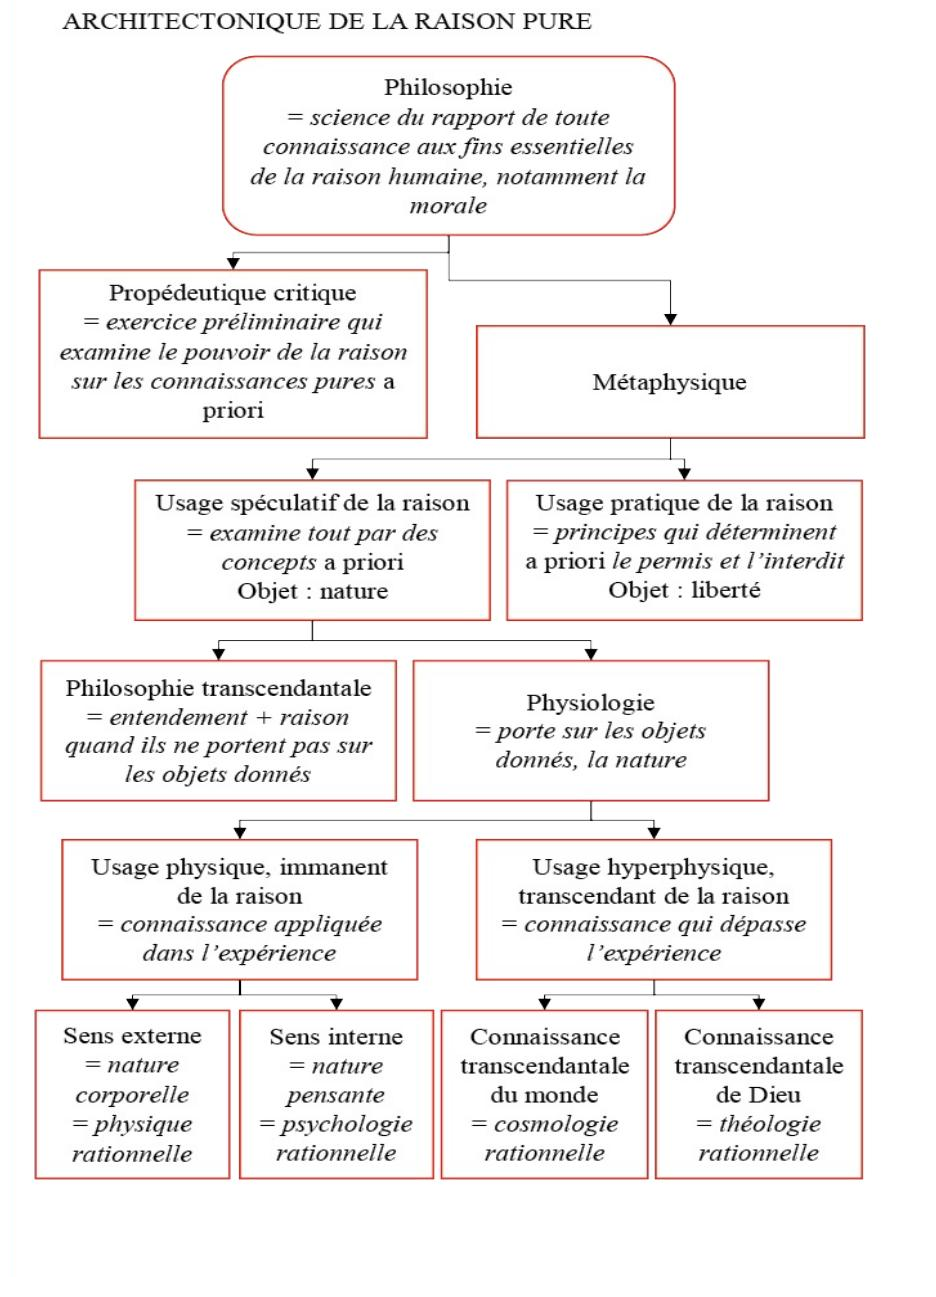 ARCHITECTONIQUE DE LA RAISON PURE
Philosophie
= science du rapport de toute
connaissance aux fins essentielles
de la raison humaine, notamment la
morale
Propédeutique critique
= exercice préliminaire qui
examine le pouvoir de la raison
sur les connaissances pures a
priori
Métaphysique
Usage spéculatif de la raison
= examine tout par des
concepts a priori
Objet : nature
Usage pratique de la raison
= principes qui déterminent
a priori le permis et l'interdit
Objet : liberté
Philosophie transcendantale
= entendement + raison
quand ils ne portent pas sur
les objets donnés
Physiologie
= porte sur les objets
donnés, la nature
Usage physique, immanent
de la raison
= connaissance appliquée
dans l'expérience
Usage hyperphysique,
transcendant de la raison
= connaissance qui dépasse
l'expérience
Sens externe
= nature
corporelle
= physique
rationnelle
Sens interne
= nature
pensante
= psychologie
rationnelle
Connaissance
transcendantale
du monde
= cosmologie
rationnelle
Connaissance
transcendantale
de Dieu
= théologie
rationnelle